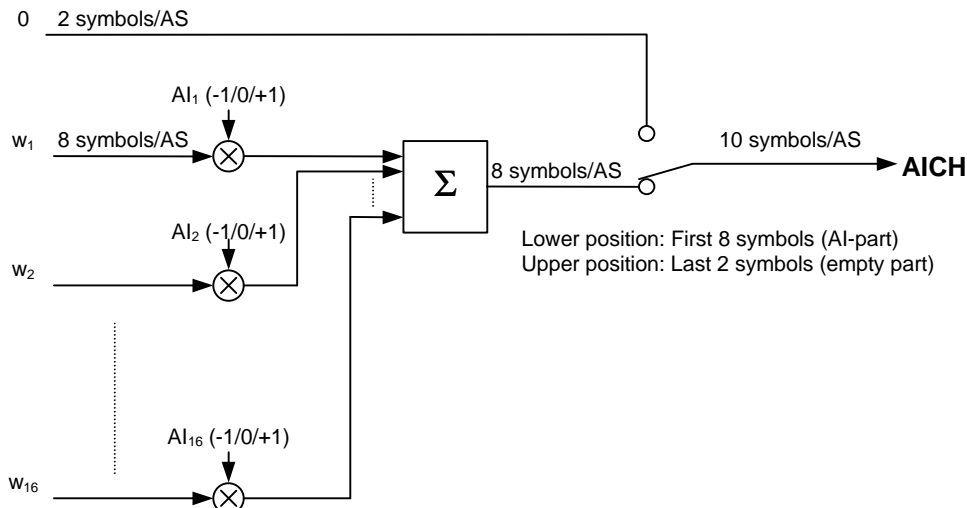 0 2 symbols/AS
AI₁ (-1/0/+1)
w₁ 8 symbols/AS
10 symbols/AS
AICH
Σ
8 symbols/AS
AI₂ (-1/0/+1)
w₂
Lower position: First 8 symbols (AI-part)
Upper position: Last 2 symbols (empty part)
AI₁₆ (-1/0/+1)
w₁₆